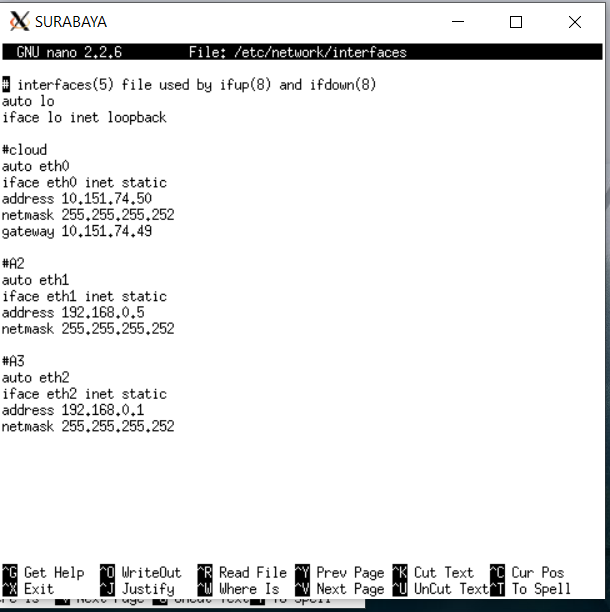 SURABAYA
GNU nano 2.2.6 File: /etc/network/interfaces
# interfaces(5) file used by ifup(8) and ifdown(8)
auto lo
iface lo inet loopback
#cloud
auto eth0
iface eth0 inet static
address 10.151.74.50
netmask 255.255.255.252
gateway 10.151.74.49
#A2
auto eth1
iface eth1 inet static
address 192.168.0.5
netmask 255.255.255.252
#A3
auto eth2
iface eth2 inet static
address 192.168.0.1
netmask 255.255.255.252
^G Get Help ^O WriteOut ^R Read File ^Y Prev Page ^K Cut Text ^C Cur Pos
^X Exit ^J Justify ^W Where Is ^V Next Page ^U UnCut Text ^T To Spell